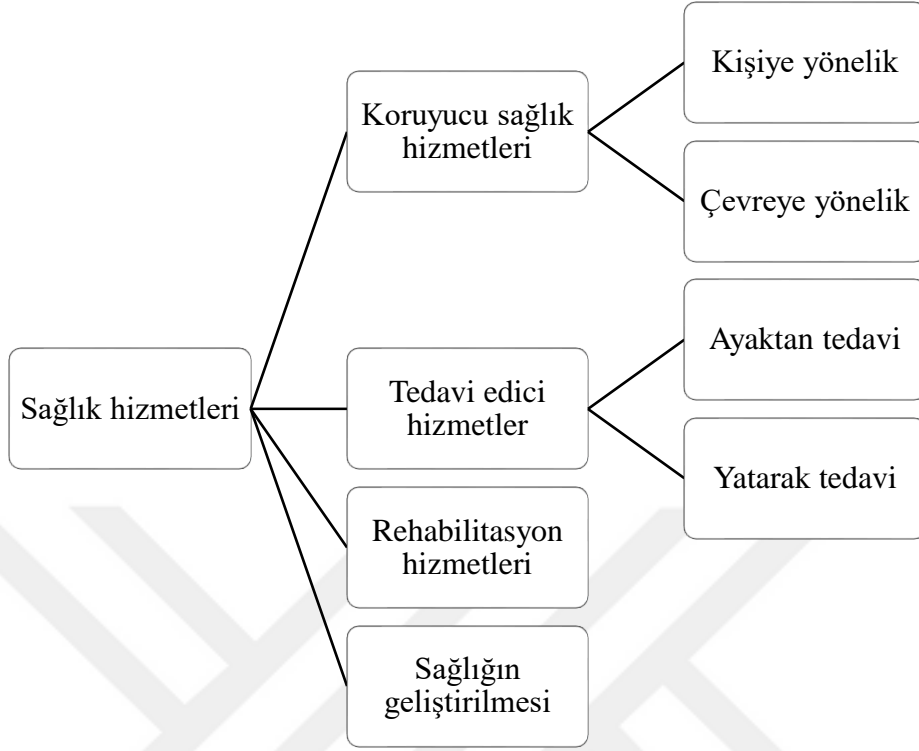 Sağlık hizmetleri
Koruyucu sağlık
hizmetleri
Kişiye yönelik
Çevreye yönelik
Tedavi edici
hizmetler
Ayaktan tedavi
Yatarak tedavi
Rehabilitasyon
hizmetleri
Sağlığın
geliştirilmesi